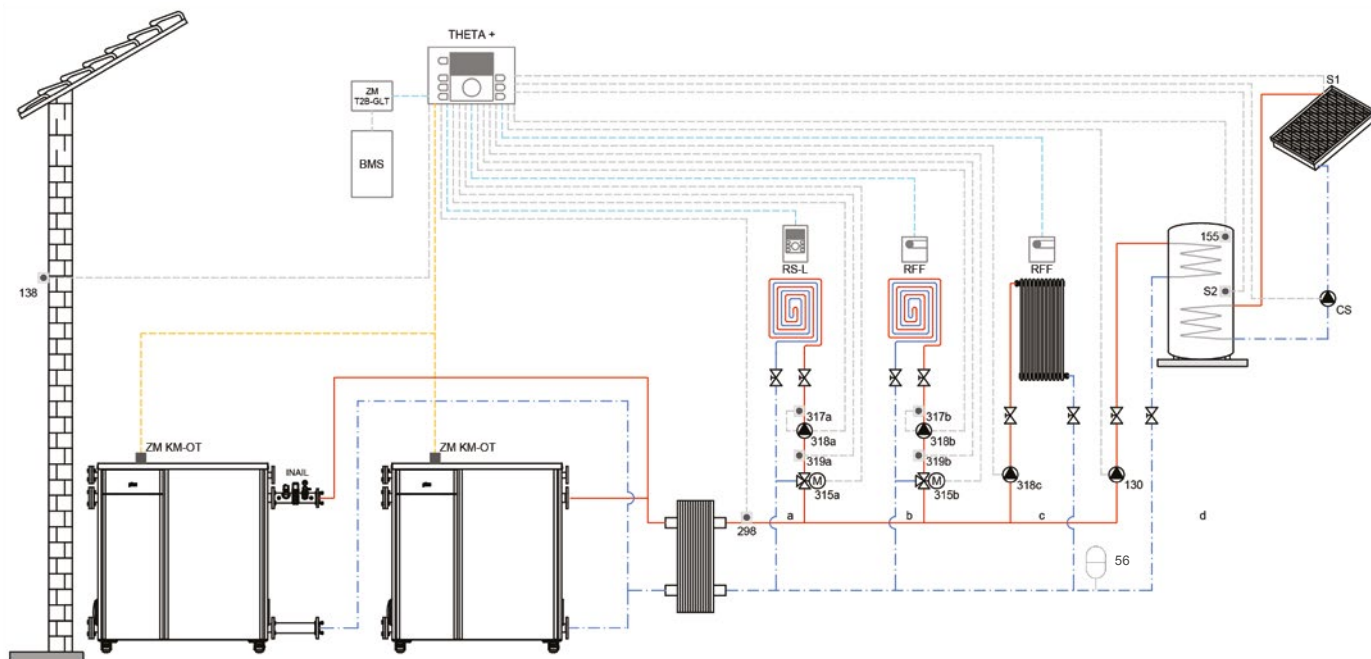 THETA +
S1
ZM
T2B-GLT
BMS
155
RS-L
RFF
RFF
138
S2
CS
317a
317b
318a
318b
ZM KM-OT
ZM KM-OT
319a
319b
INAIL
M
M
318c
130
315a
315b
298
a
b
c
d
56